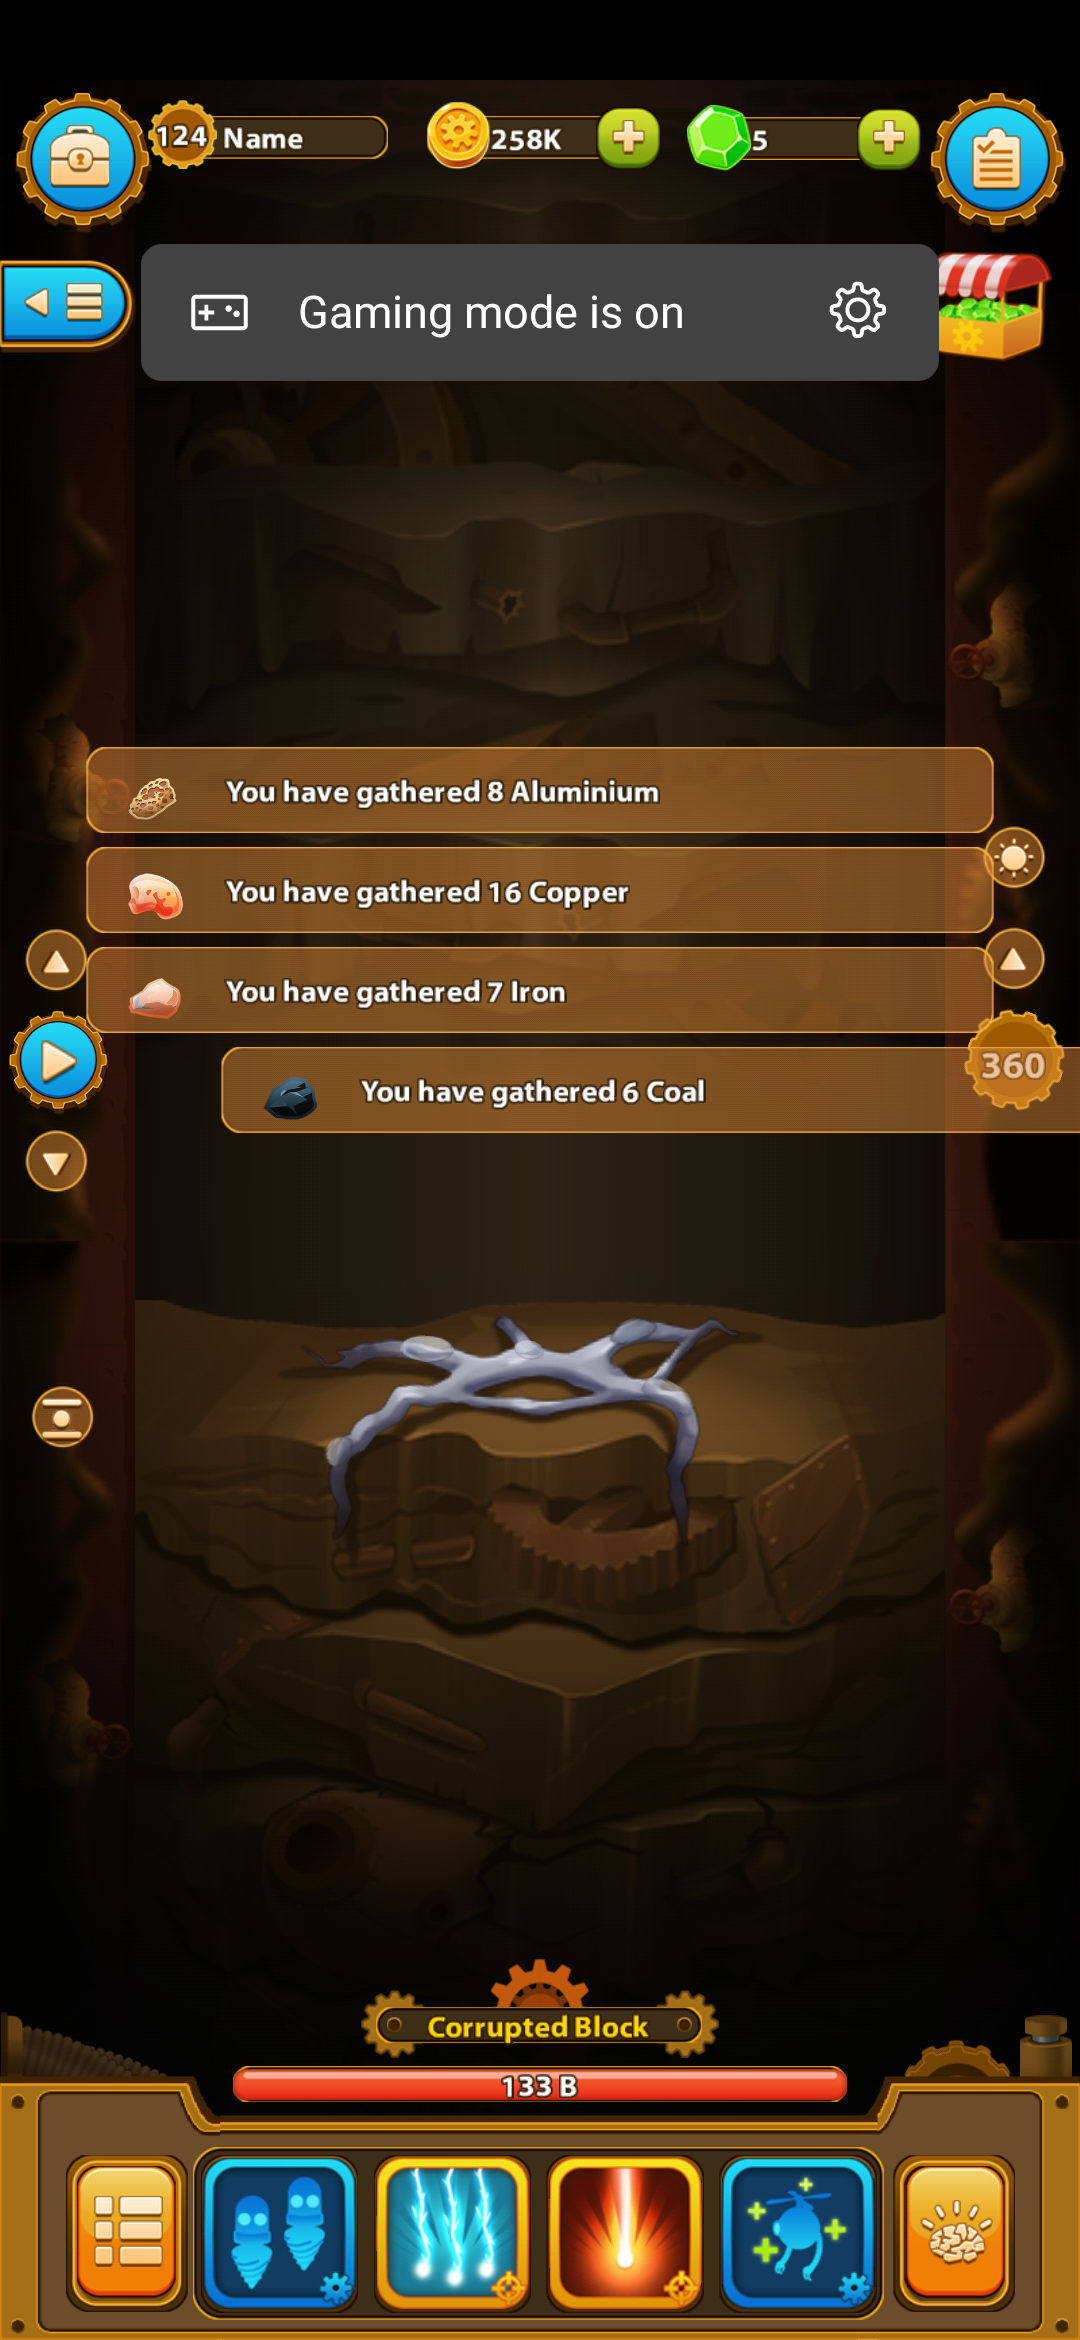 124 Name
258K
5
Gaming mode is on
You have gathered 8 Aluminium
You have gathered 16 Copper
You have gathered 7 Iron
360
You have gathered 6 Coal
Corrupted Block
133 B